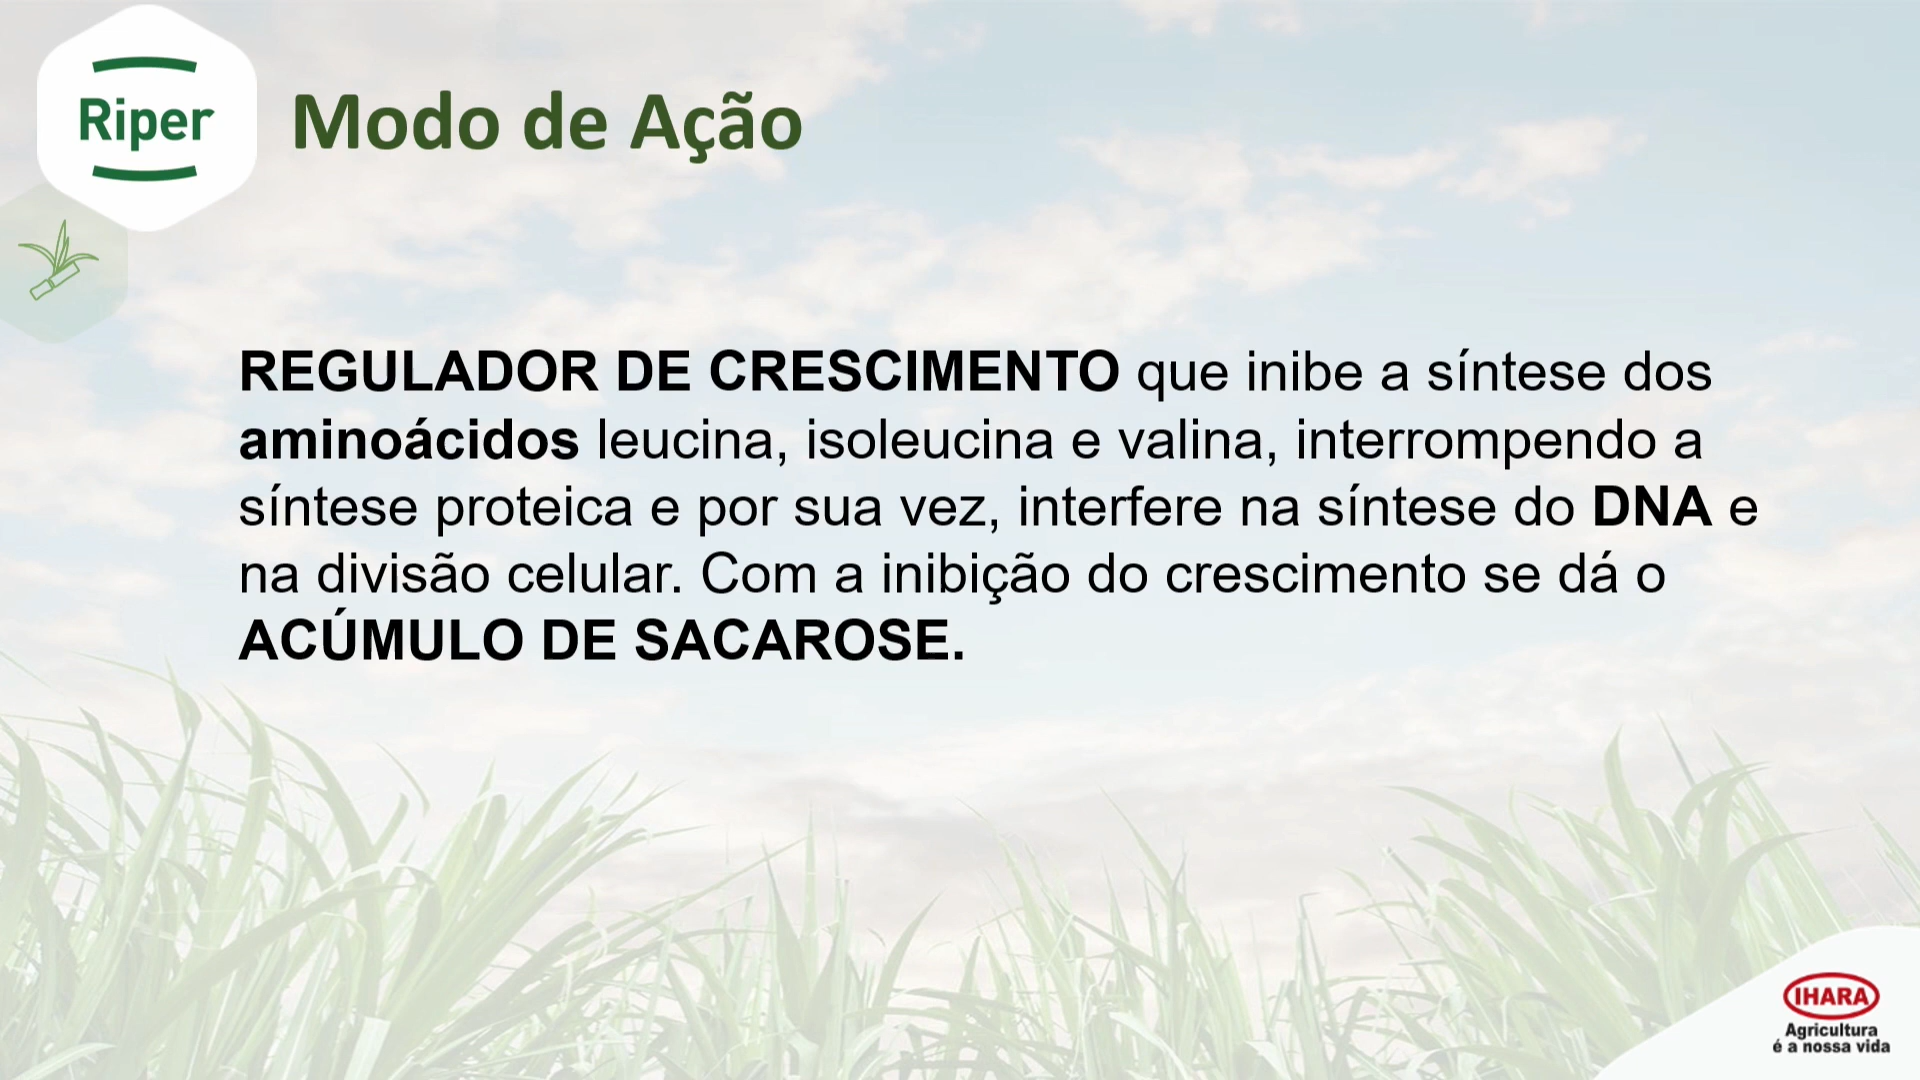 Riper
Modo de Ação
REGULADOR DE CRESCIMENTO que inibe a síntese dos
aminoácidos leucina, isoleucina e valina, interrompendo a
síntese proteica e por sua vez, interfere na síntese do DNA e
na divisão celular. Com a inibição do crescimento se dá o
ACÚMULO DE SACAROSE.
IHARA
Agricultura
é a nossa vida